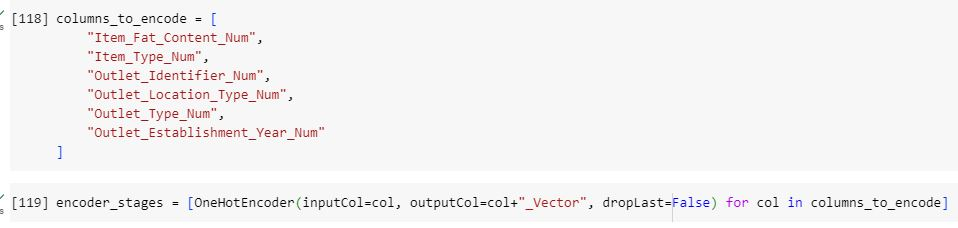 [118] columns_to_encode = [
"Item_Fat_Content_Num",
"Item_Type_Num",
"Outlet_Identifier_Num",
"Outlet_Location_Type_Num",
"Outlet_Type_Num",
"Outlet_Establishment_Year_Num"
]
[119] encoder_stages = [OneHotEncoder(inputCol=col, outputCol=col+"_Vector", dropLast=False) for col in columns_to_encode]